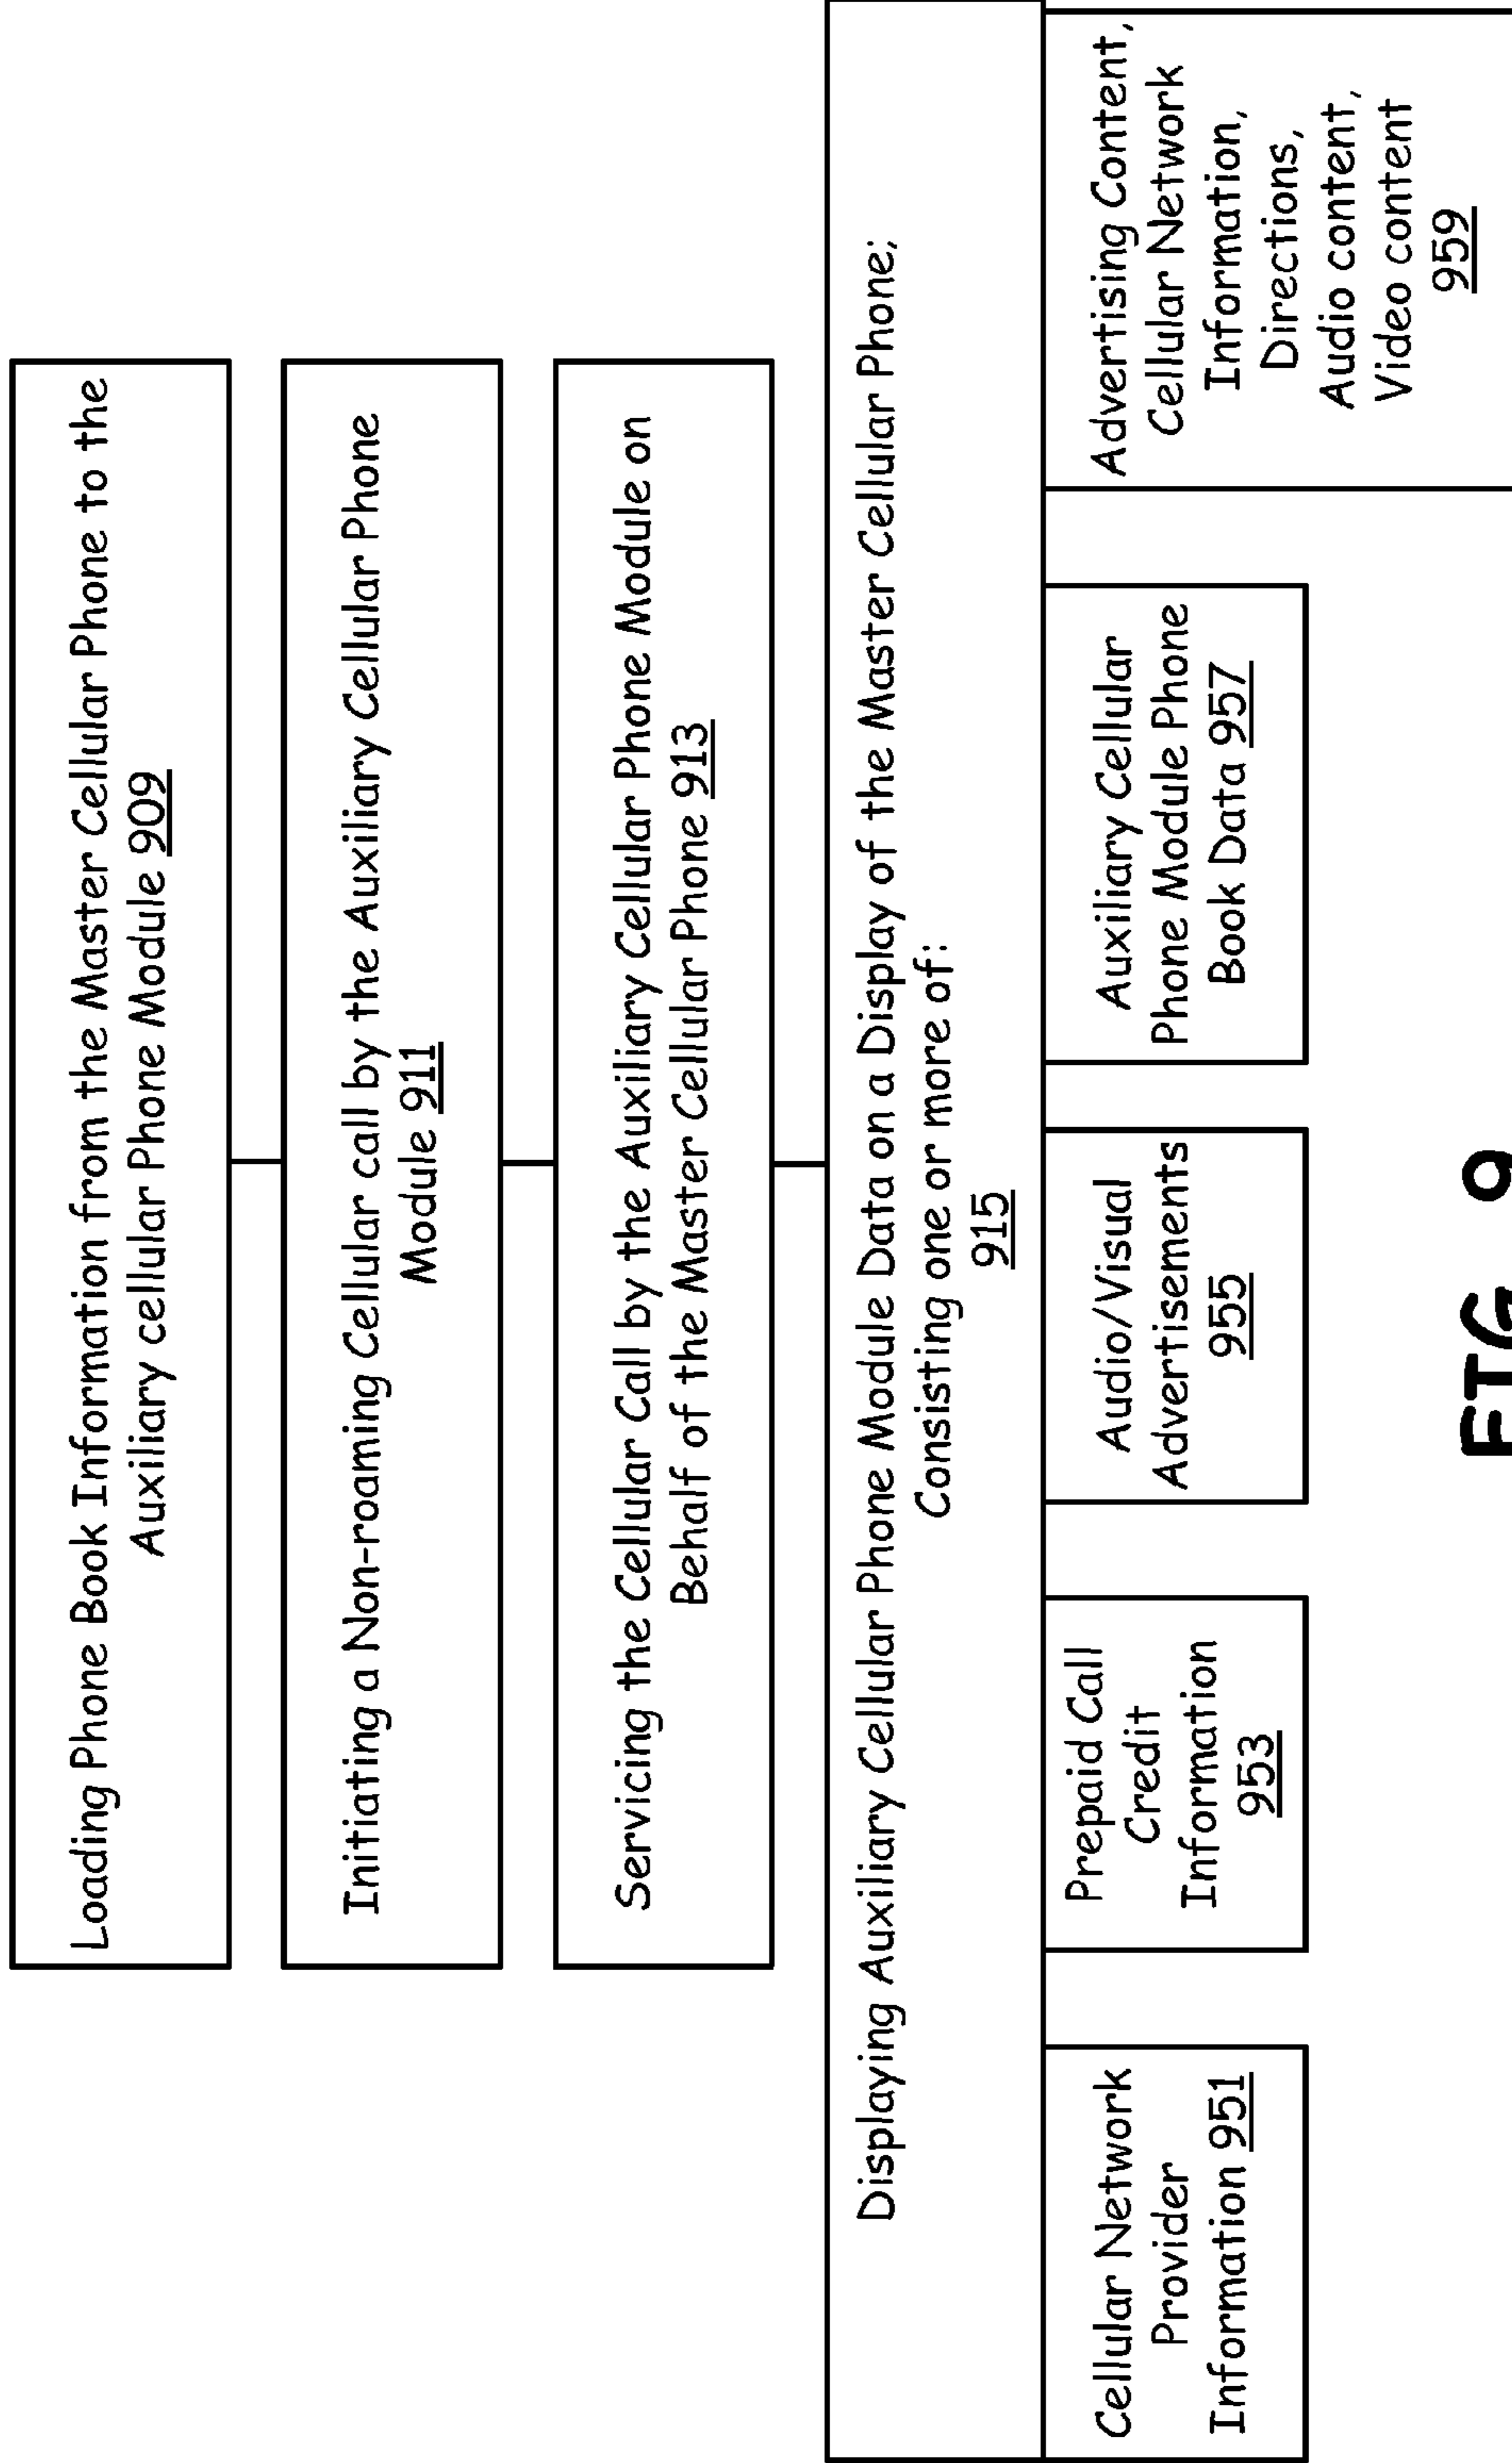 Loading Phone Book Information from the Master Cellular Phone to the
Auxiliary cellular Phone Module 909
Initiating a Non-roaming Cellular call by the Auxiliary Cellular Phone
Module 911
Servicing the Cellular Call by the Auxiliary Cellular Phone Module on
Behalf of the Master Cellular Phone 913
Displaying Auxiliary Cellular Phone Module Data on a Display of the Master Cellular Phone;
Consisting one or more of:
915
Cellular Network
Provider
Information 951
Prepaid Call
Credit
Information
953
Audio/Visual
Advertisements
955
Auxiliary Cellular
Phone Module Phone
Book Data 957
Advertising Content,
Cellular Network
Information,
Directions,
Audio content,
Video content
959
FIG 9